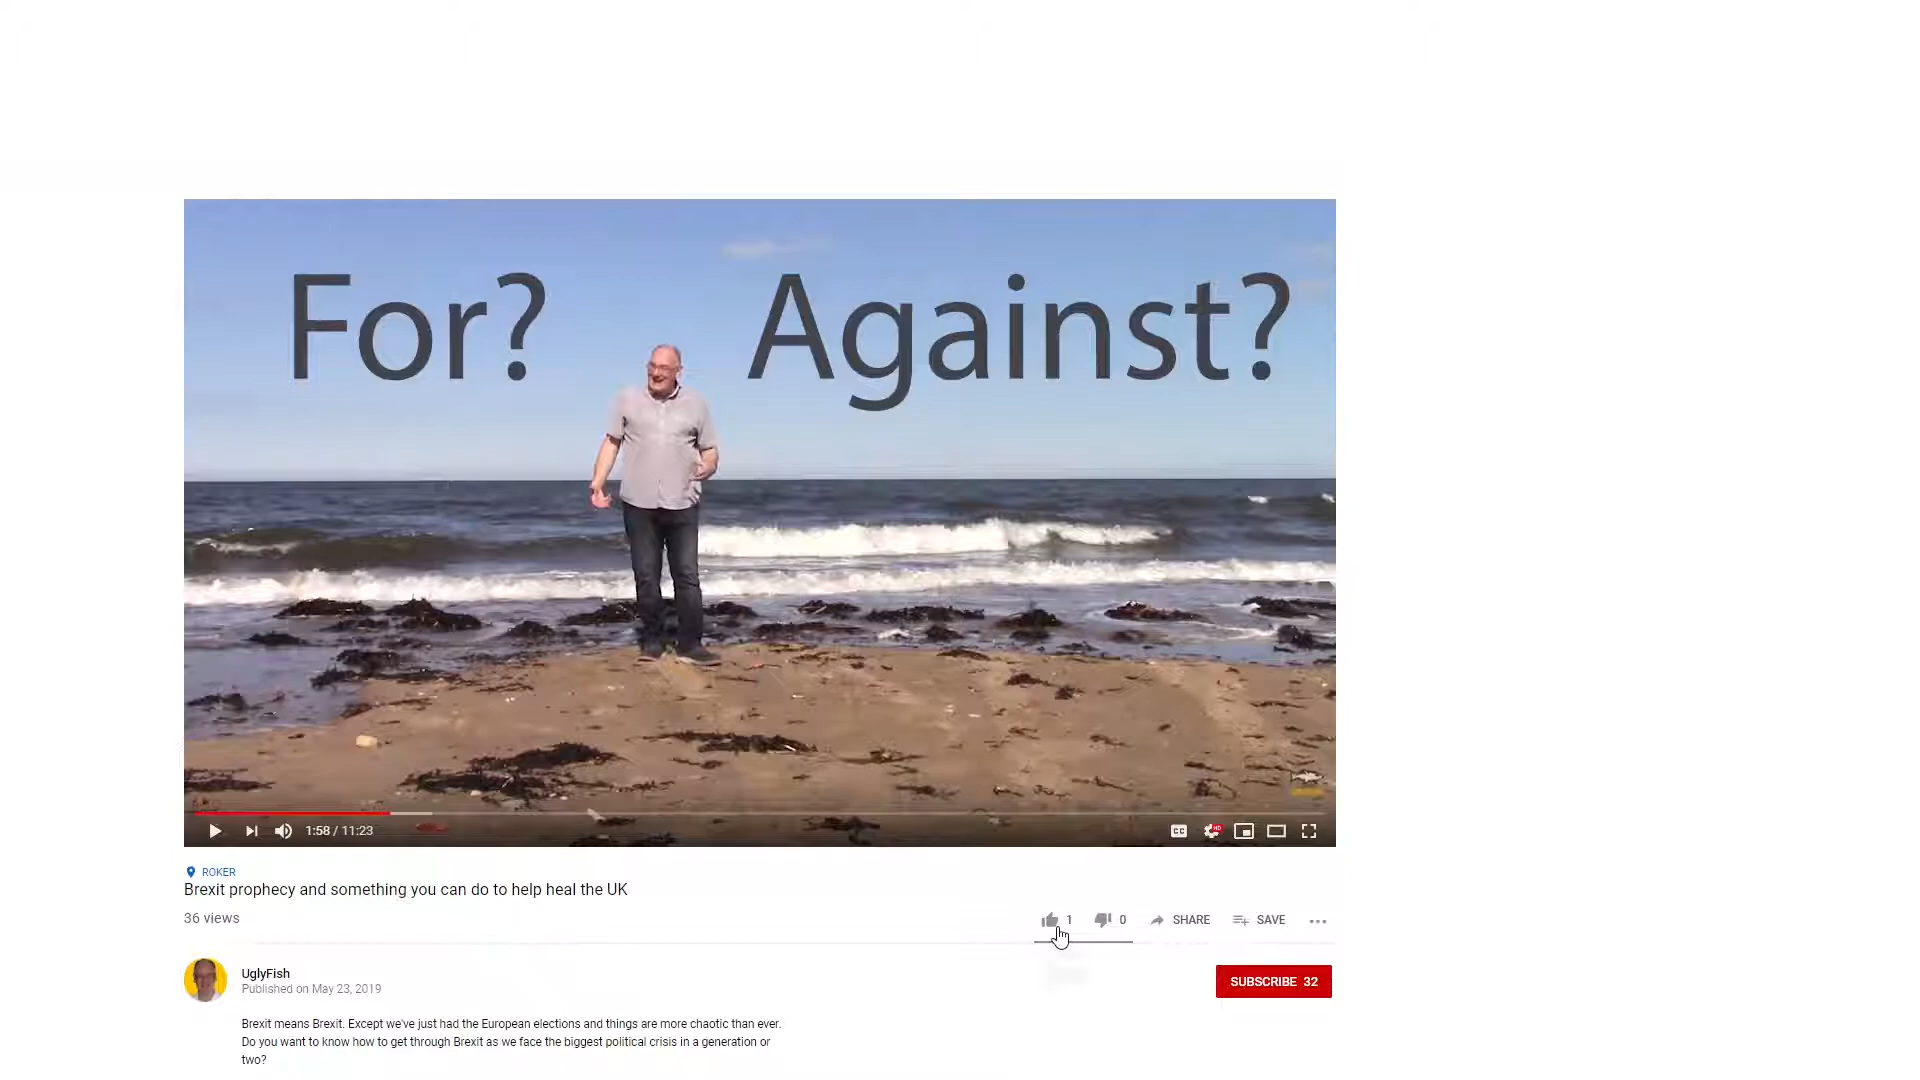 For? Against?
1:58 / 11:23
CC
HD
ROKER
Brexit prophecy and something you can do to help heal the UK
36 views
1 0 SHARE SAVE
UglyFish
Published on May 23, 2019
SUBSCRIBE 32
Brexit means Brexit. Except we've just had the European elections and things are more chaotic than ever.
Do you want to know how to get through Brexit as we face the biggest political crisis in a generation or
two?